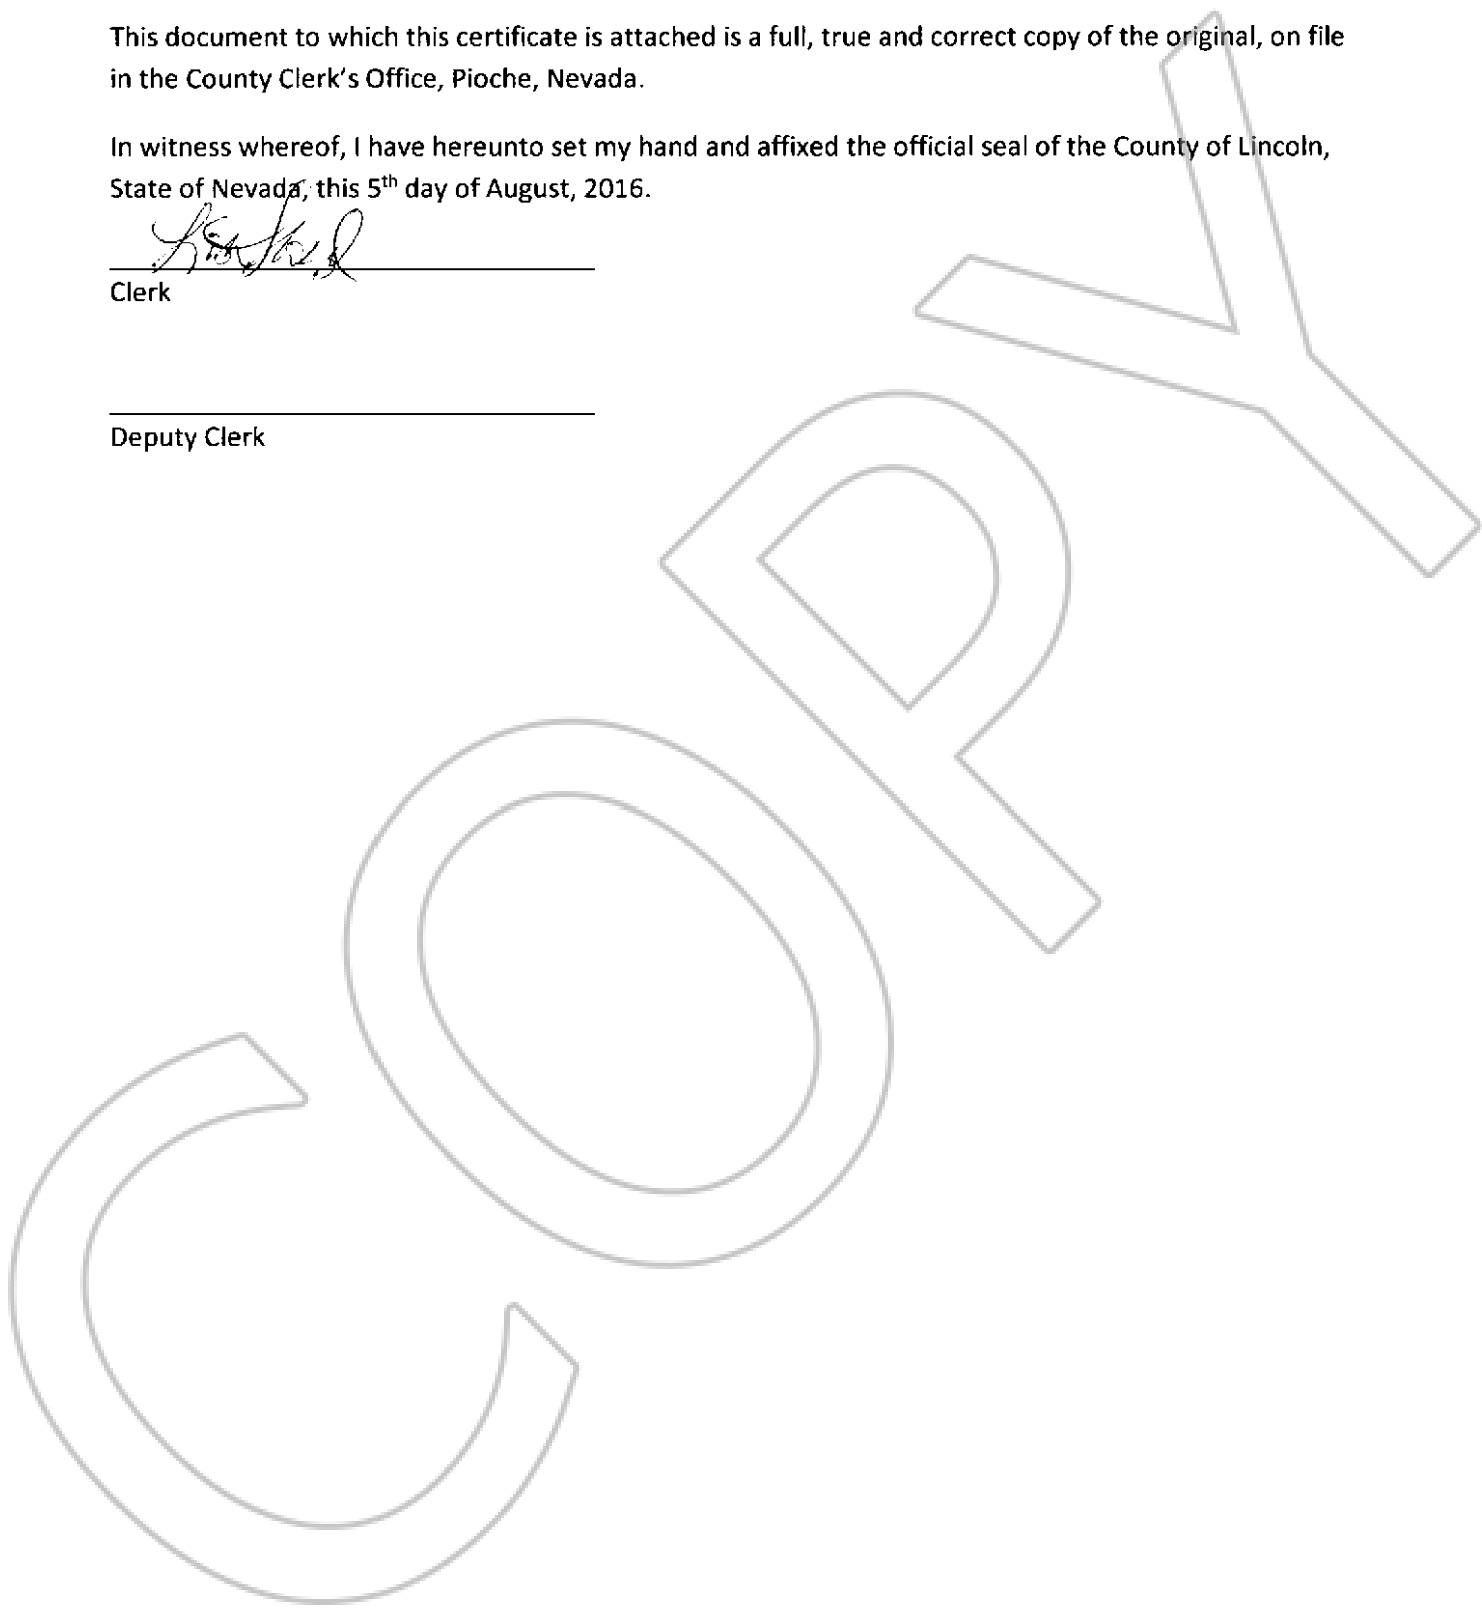 This document to which this certificate is attached is a full, true and correct copy of the original, on file
in the County Clerk's Office, Pioche, Nevada.
In witness whereof, I have hereunto set my hand and affixed the official seal of the County of Lincoln,
State of Nevada, this 5th day of August, 2016.
Clerk
Deputy Clerk
COPY